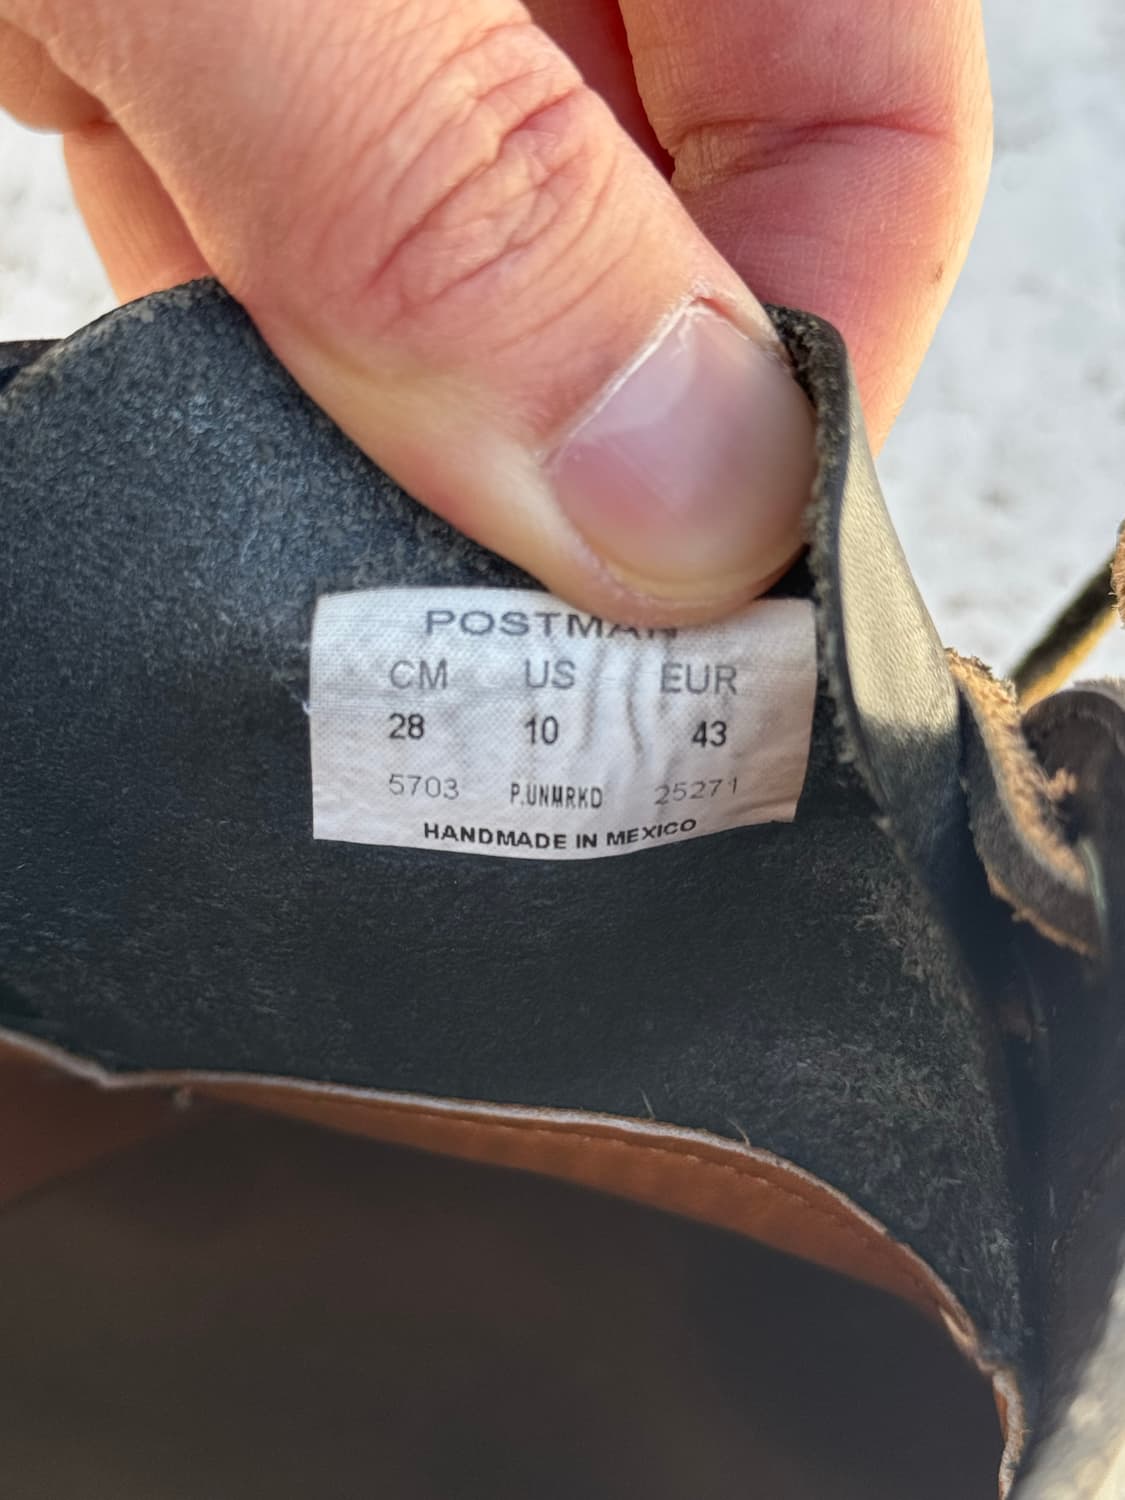 POSTMAN
CM US EUR
28 10 43
5703 P.UNMRKD 25271
HANDMADE IN MEXICO